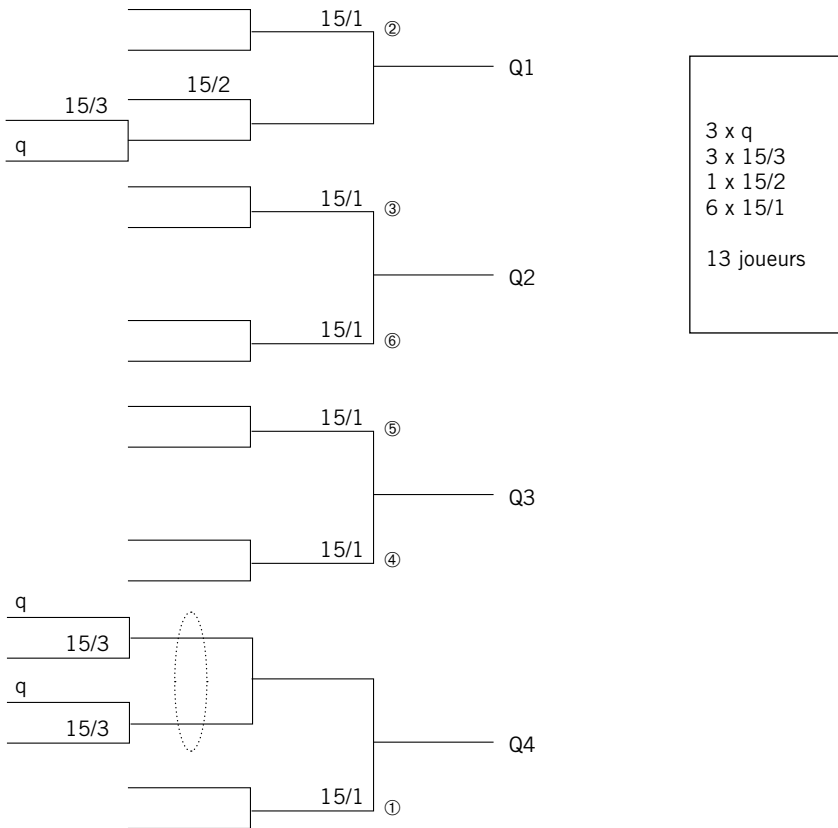 15/1 ②
Q1
15/2
15/3
q
15/1 ③
Q2
15/1 ⑥
15/1 ⑤
Q3
15/1 ④
q
15/3
q
15/3
Q4
15/1 ①
3 x q
3 x 15/3
1 x 15/2
6 x 15/1
13 joueurs